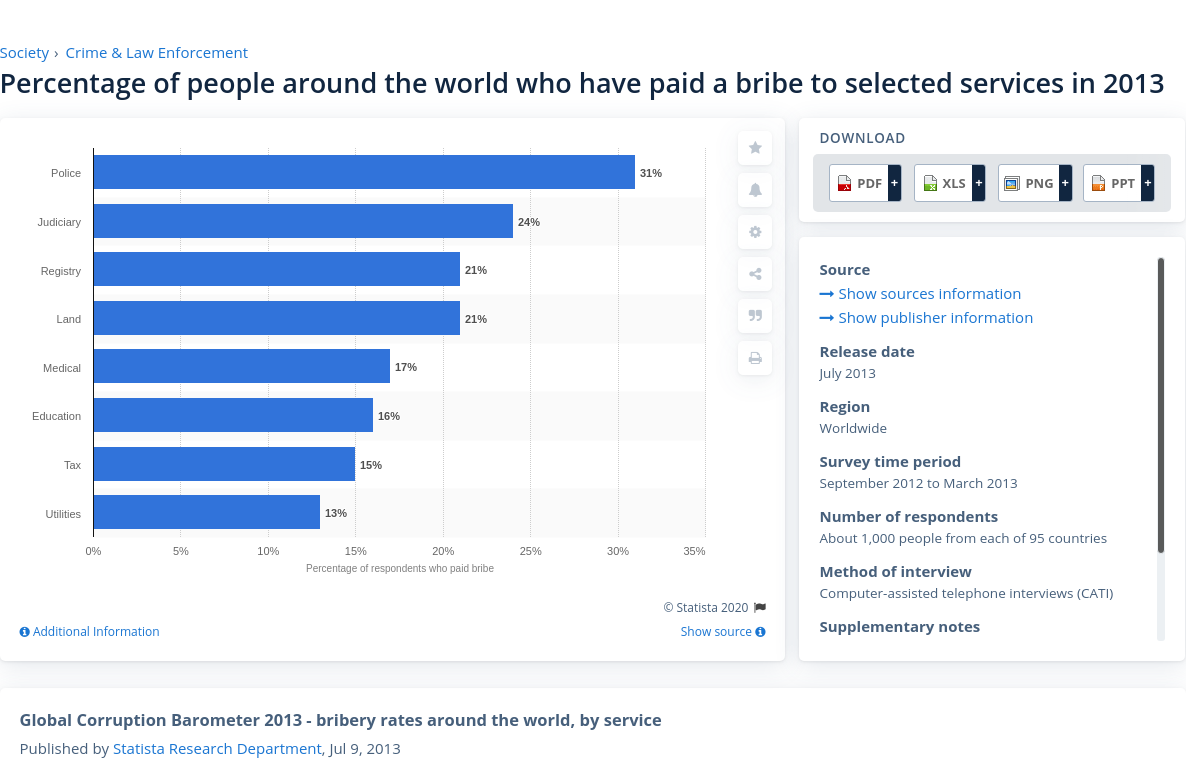 Society › Crime & Law Enforcement
Percentage of people around the world who have paid a bribe to selected services in 2013
Police 31%
Judiciary 24%
Registry 21%
Land 21%
Medical 17%
Education 16%
Tax 15%
Utilities 13%
0% 5% 10% 15% 20% 25% 30% 35%
Percentage of respondents who paid bribe
© Statista 2020
Additional Information Show source
DOWNLOAD
PDF + XLS + PNG + PPT +
Source
Show sources information
Show publisher information
Release date
July 2013
Region
Worldwide
Survey time period
September 2012 to March 2013
Number of respondents
About 1,000 people from each of 95 countries
Method of interview
Computer-assisted telephone interviews (CATI)
Supplementary notes
Global Corruption Barometer 2013 - bribery rates around the world, by service
Published by Statista Research Department, Jul 9, 2013